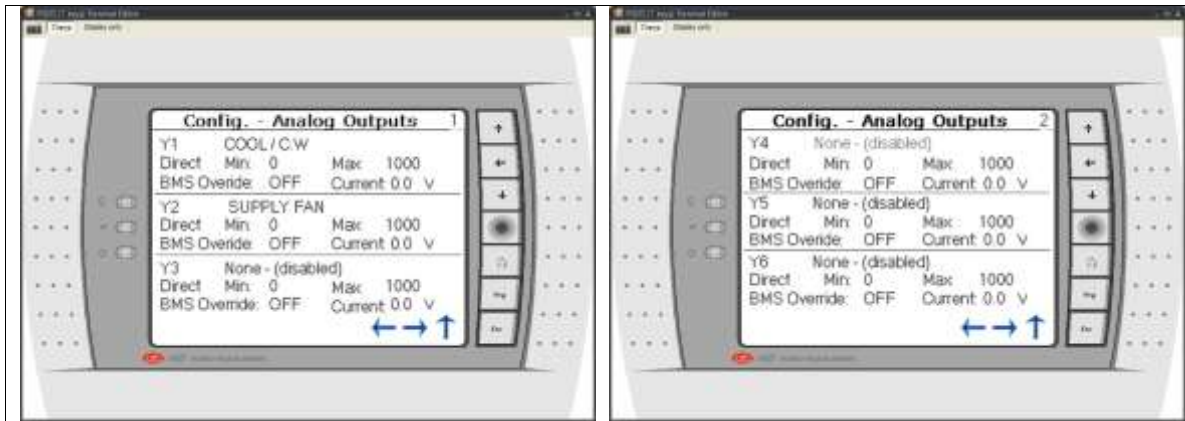 Config. - Analog Outputs 1
Y1 COOL / C.W
Direct Min: 0 Max: 1000
BMS Override: OFF Current: 0.0 V
Y2 SUPPLY FAN
Direct Min: 0 Max: 1000
BMS Override: OFF Current: 0.0 V
Y3 None - (disabled)
Direct Min: 0 Max: 1000
BMS Override: OFF Current: 0.0 V
Config. - Analog Outputs 2
Y4 None - (disabled)
Direct Min: 0 Max: 1000
BMS Override: OFF Current: 0.0 V
Y5 None - (disabled)
Direct Min: 0 Max: 1000
BMS Override: OFF Current: 0.0 V
Y6 None - (disabled)
Direct Min: 0 Max: 1000
BMS Override: OFF Current: 0.0 V